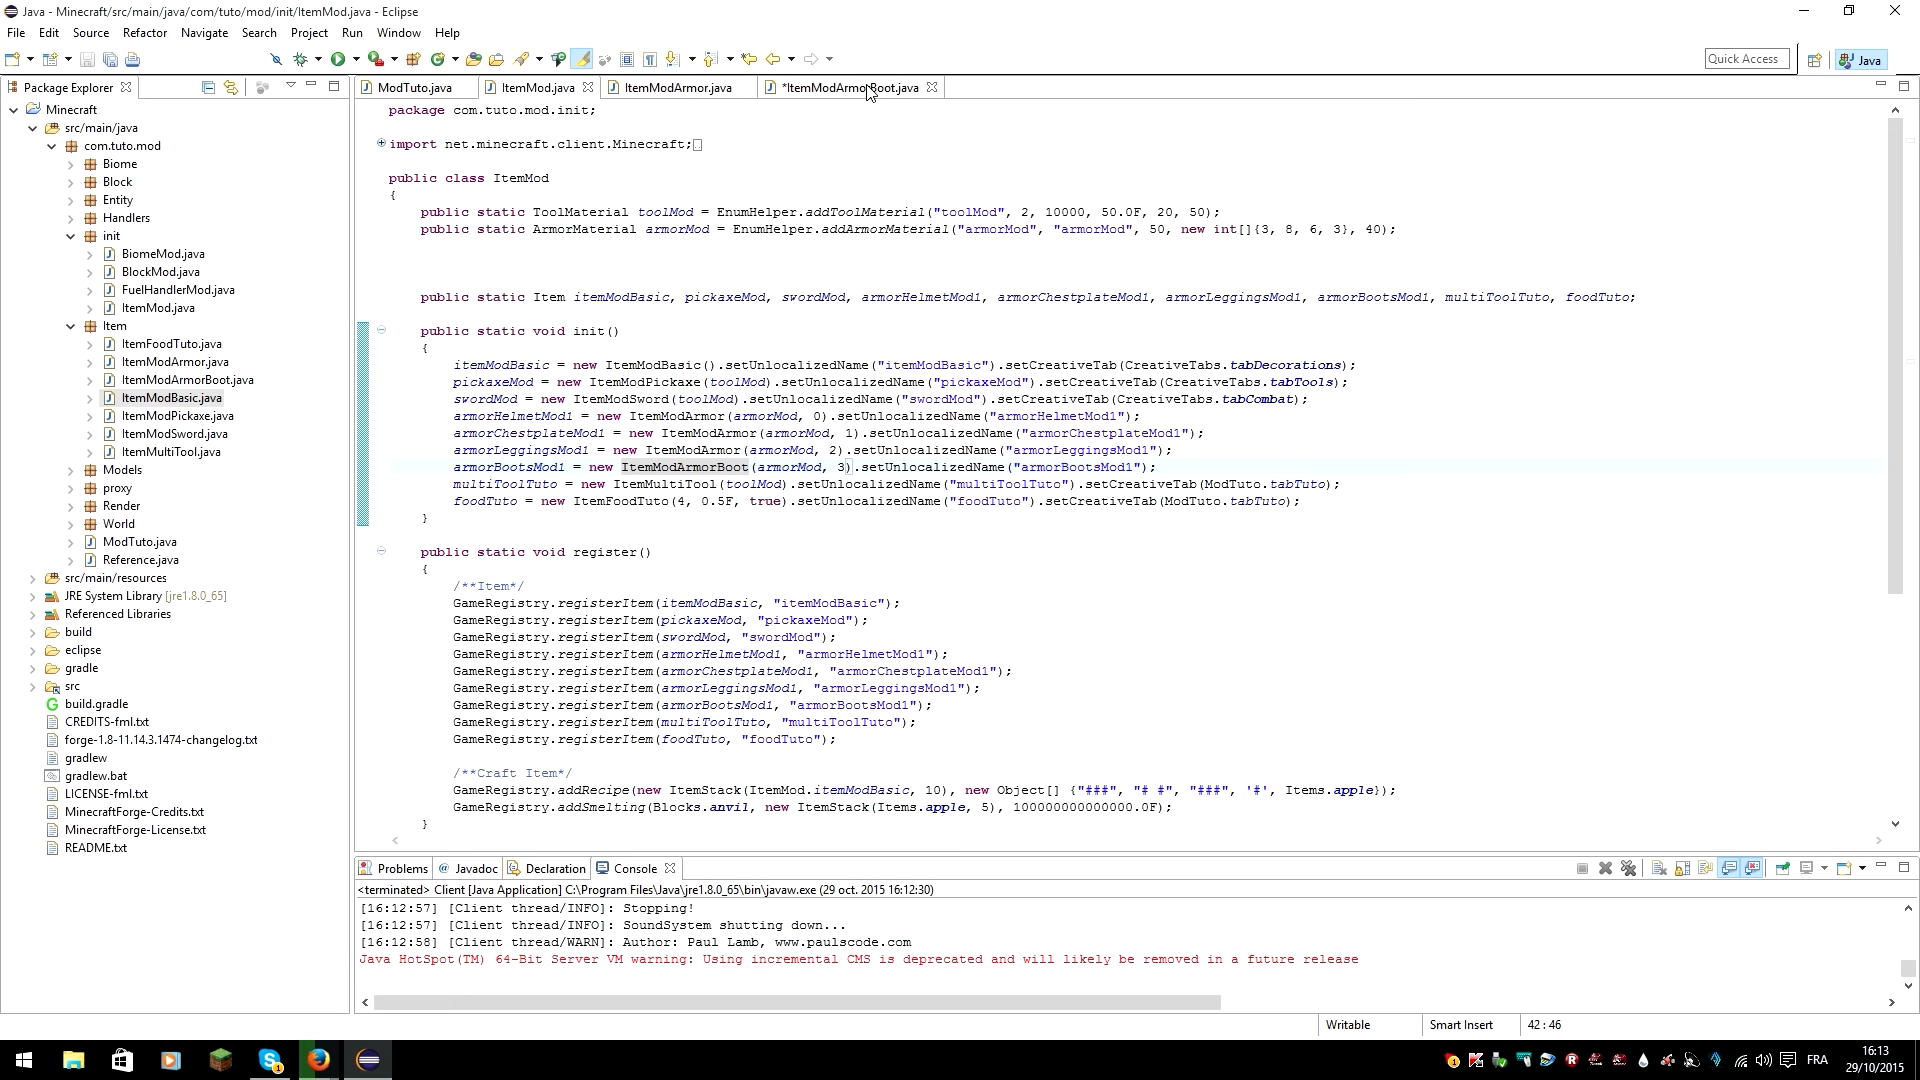 Java - Minecraft/src/main/java/com/tuto/mod/init/ItemMod.java - Eclipse
File Edit Source Refactor Navigate Search Project Run Window Help
Quick Access
Java
Package Explorer
ModTuto.java ItemMod.java ItemModArmor.java *ItemModArmorBoot.java
Minecraft
src/main/java
com.tuto.mod
Biome
Block
Entity
Handlers
init
BiomeMod.java
BlockMod.java
FuelHandlerMod.java
ItemMod.java
Item
ItemFoodTuto.java
ItemModArmor.java
ItemModArmorBoot.java
ItemModBasic.java
ItemModPickaxe.java
ItemModSword.java
ItemMultiTool.java
Models
proxy
Render
World
ModTuto.java
Reference.java
src/main/resources
JRE System Library [jre1.8.0_65]
Referenced Libraries
build
eclipse
gradle
src
build.gradle
CREDITS-fml.txt
forge-1.8-11.14.3.1474-changelog.txt
gradlew
gradlew.bat
LICENSE-fml.txt
MinecraftForge-Credits.txt
MinecraftForge-License.txt
README.txt
package com.tuto.mod.init;
import net.minecraft.client.Minecraft;
public class ItemMod
{
public static ToolMaterial toolMod = EnumHelper.addToolMaterial("toolMod", 2, 10000, 50.0F, 20, 50);
public static ArmorMaterial armorMod = EnumHelper.addArmorMaterial("armorMod", "armorMod", 50, new int[]{3, 8, 6, 3}, 40);
public static Item itemModBasic, pickaxeMod, swordMod, armorHelmetMod1, armorChestplateMod1, armorLeggingsMod1, armorBootsMod1, multiToolTuto, foodTuto;
public static void init()
{
itemModBasic = new ItemModBasic().setUnlocalizedName("itemModBasic").setCreativeTab(CreativeTabs.tabDecorations);
pickaxeMod = new ItemModPickaxe(toolMod).setUnlocalizedName("pickaxeMod").setCreativeTab(CreativeTabs.tabTools);
swordMod = new ItemModSword(toolMod).setUnlocalizedName("swordMod").setCreativeTab(CreativeTabs.tabCombat);
armorHelmetMod1 = new ItemModArmor(armorMod, 0).setUnlocalizedName("armorHelmetMod1");
armorChestplateMod1 = new ItemModArmor(armorMod, 1).setUnlocalizedName("armorChestplateMod1");
armorLeggingsMod1 = new ItemModArmor(armorMod, 2).setUnlocalizedName("armorLeggingsMod1");
armorBootsMod1 = new ItemModArmorBoot(armorMod, 3).setUnlocalizedName("armorBootsMod1");
multiToolTuto = new ItemMultiTool(toolMod).setUnlocalizedName("multiToolTuto").setCreativeTab(ModTuto.tabTuto);
foodTuto = new ItemFoodTuto(4, 0.5F, true).setUnlocalizedName("foodTuto").setCreativeTab(ModTuto.tabTuto);
}
public static void register()
{
/**Item*/
GameRegistry.registerItem(itemModBasic, "itemModBasic");
GameRegistry.registerItem(pickaxeMod, "pickaxeMod");
GameRegistry.registerItem(swordMod, "swordMod");
GameRegistry.registerItem(armorHelmetMod1, "armorHelmetMod1");
GameRegistry.registerItem(armorChestplateMod1, "armorChestplateMod1");
GameRegistry.registerItem(armorLeggingsMod1, "armorLeggingsMod1");
GameRegistry.registerItem(armorBootsMod1, "armorBootsMod1");
GameRegistry.registerItem(multiToolTuto, "multiToolTuto");
GameRegistry.registerItem(foodTuto, "foodTuto");
/**Craft Item*/
GameRegistry.addRecipe(new ItemStack(ItemMod.itemModBasic, 10), new Object[] {"###", "# #", "###", '#', Items.apple});
GameRegistry.addSmelting(Blocks.anvil, new ItemStack(Items.apple, 5), 100000000000000.0F);
}
Problems Javadoc Declaration Console
<terminated> Client [Java Application] C:\Program Files\Java\jre1.8.0_65\bin\javaw.exe (29 oct. 2015 16:12:30)
[16:12:57] [Client thread/INFO]: Stopping!
[16:12:57] [Client thread/INFO]: SoundSystem shutting down...
[16:12:58] [Client thread/WARN]: Author: Paul Lamb, www.paulscode.com
Java HotSpot(TM) 64-Bit Server VM warning: Using incremental CMS is deprecated and will likely be removed in a future release
Writable Smart Insert 42 : 46
FRA
16:13
29/10/2015